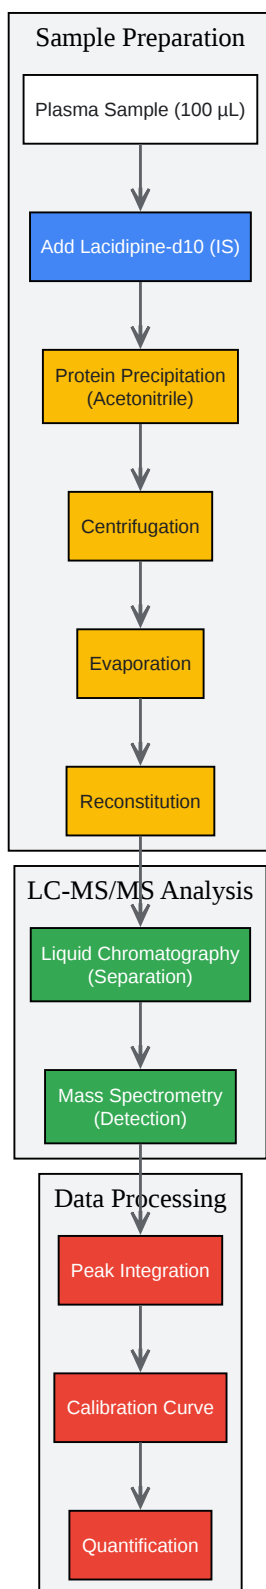 Sample Preparation
Plasma Sample (100 µL)
Add Lacidipine-d10 (IS)
Protein Precipitation
(Acetonitrile)
Centrifugation
Evaporation
Reconstitution
LC-MS/MS Analysis
Liquid Chromatography
(Separation)
Mass Spectrometry
(Detection)
Data Processing
Peak Integration
Calibration Curve
Quantification